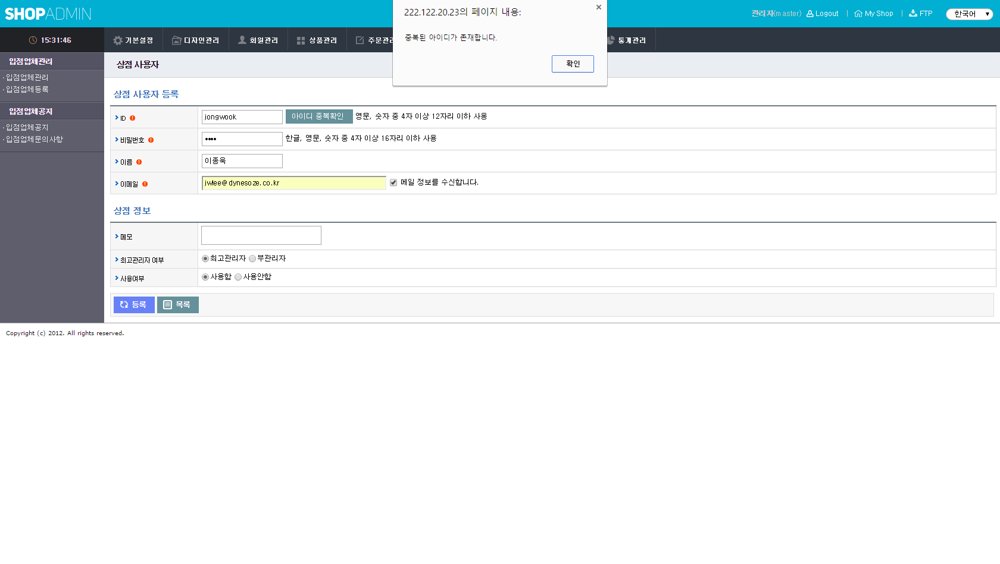 SHOPADMIN
관리자(master) Logout | My Shop | FTP 한국어
222.122.20.23의 페이지 내용:
중복된 아이디가 존재합니다.
확인
15:31:46
기본설정 디자인관리 회원관리 상품관리 주문관리 통계관리
입점업체관리
·입점업체관리
·입점업체등록
입점업체공지
·입점업체공지
·입점업체문의사항
상점 사용자
상점 사용자 등록
ID jongwook 아이디 중복확인 영문, 숫자 중 4자 이상 12자리 이하 사용
비밀번호 •••• 한글, 영문, 숫자 중 4자 이상 16자리 이하 사용
이름 이종욱
이메일 jwlee@dynesoze.co.kr 메일 정보를 수신합니다.
상점 정보
메모
최고관리자 여부 최고관리자 부관리자
사용여부 사용함 사용안함
등록 목록
Copyright (c) 2012. All rights reserved.